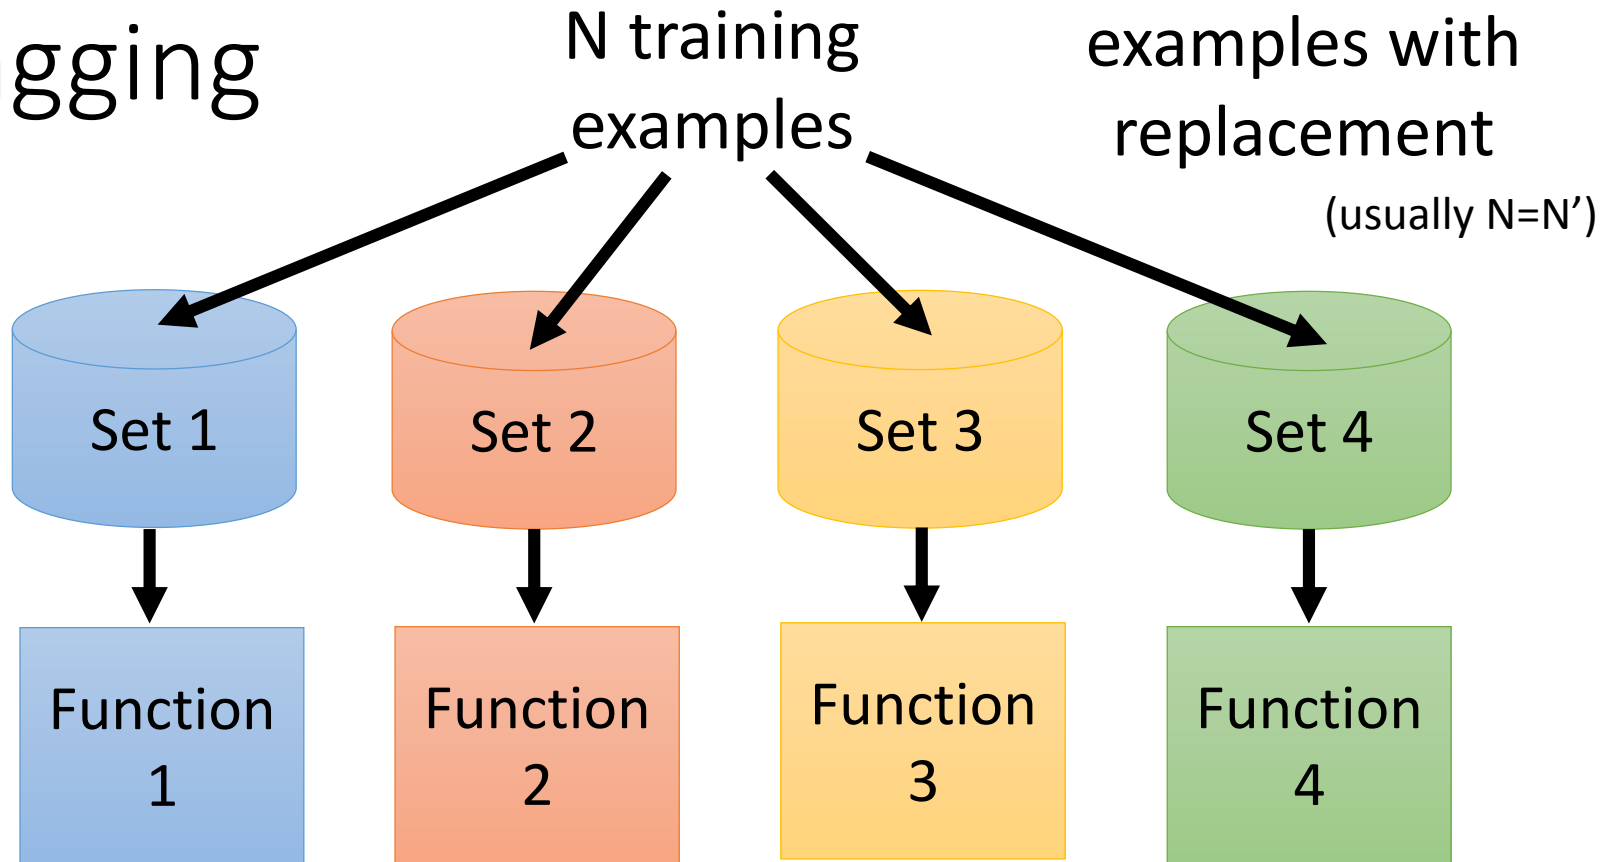 gging
N training
examples
examples with
replacement
(usually N=N’)
Set 1
Set 2
Set 3
Set 4
Function
1
Function
2
Function
3
Function
4